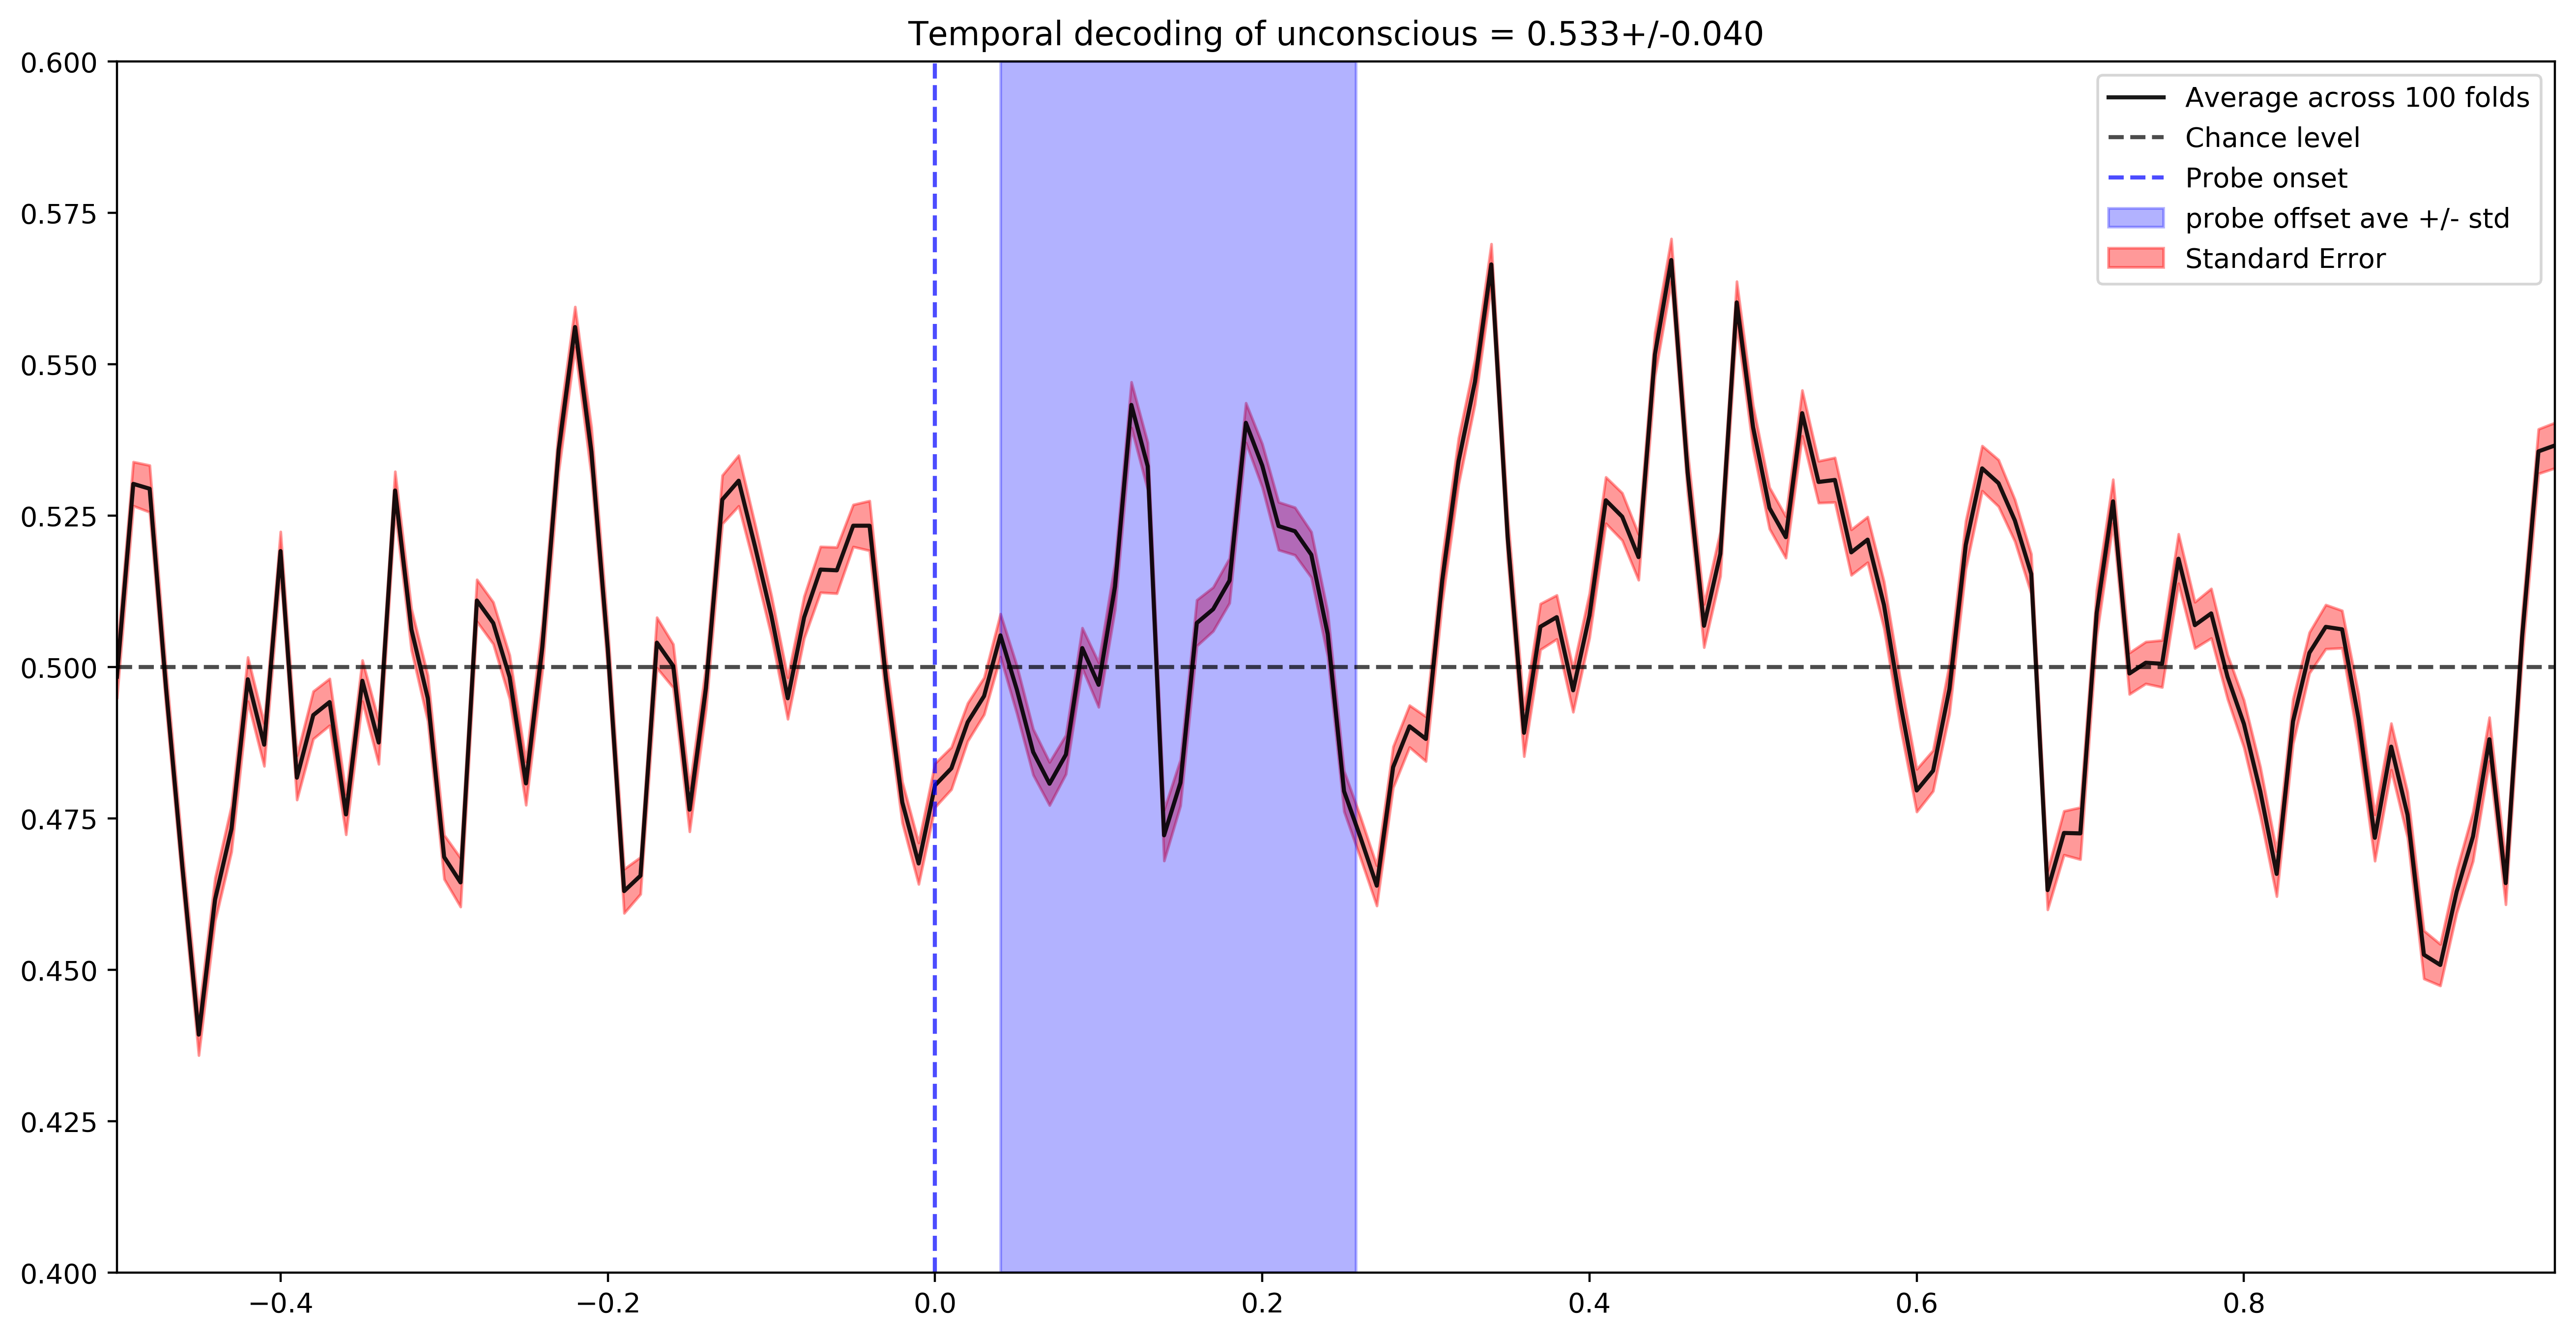 Temporal decoding of unconscious = 0.533+/-0.040
0.600
0.575
0.550
0.525
0.500
0.475
0.450
0.425
0.400
Average across 100 folds
Chance level
Probe onset
probe offset ave +/- std
Standard Error
−0.4 −0.2 0.0 0.2 0.4 0.6 0.8